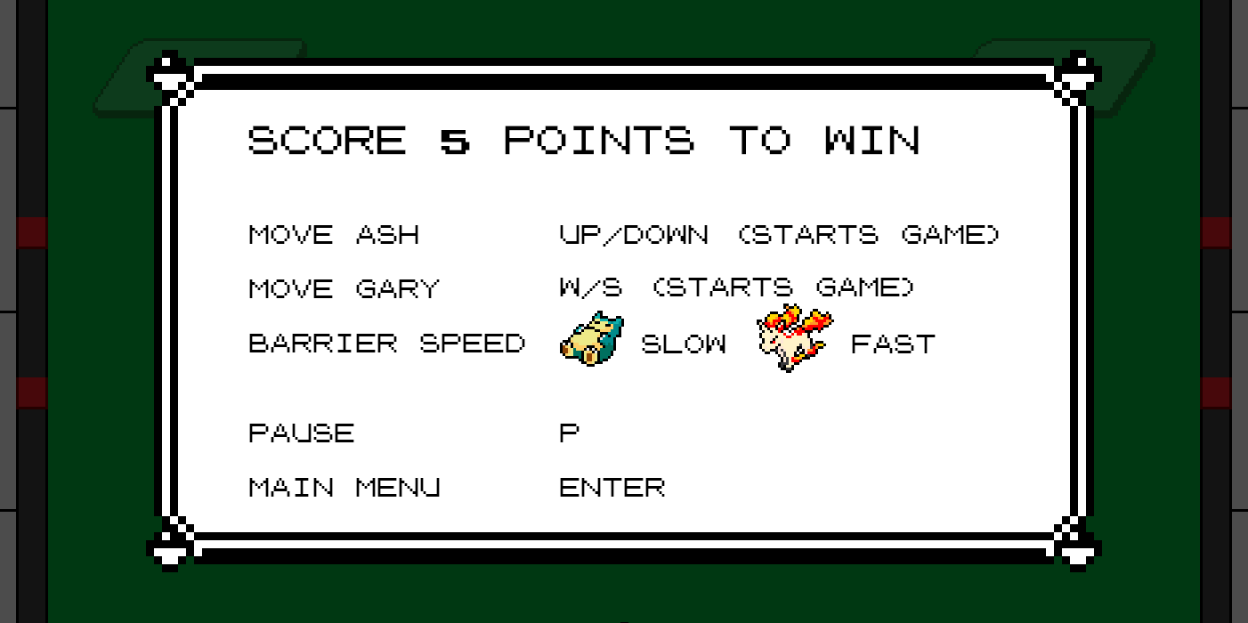 SCORE 5 POINTS TO WIN
MOVE ASH UP/DOWN (STARTS GAME)
MOVE GARY W/S (STARTS GAME)
BARRIER SPEED SLOW FAST
PAUSE P
MAIN MENU ENTER